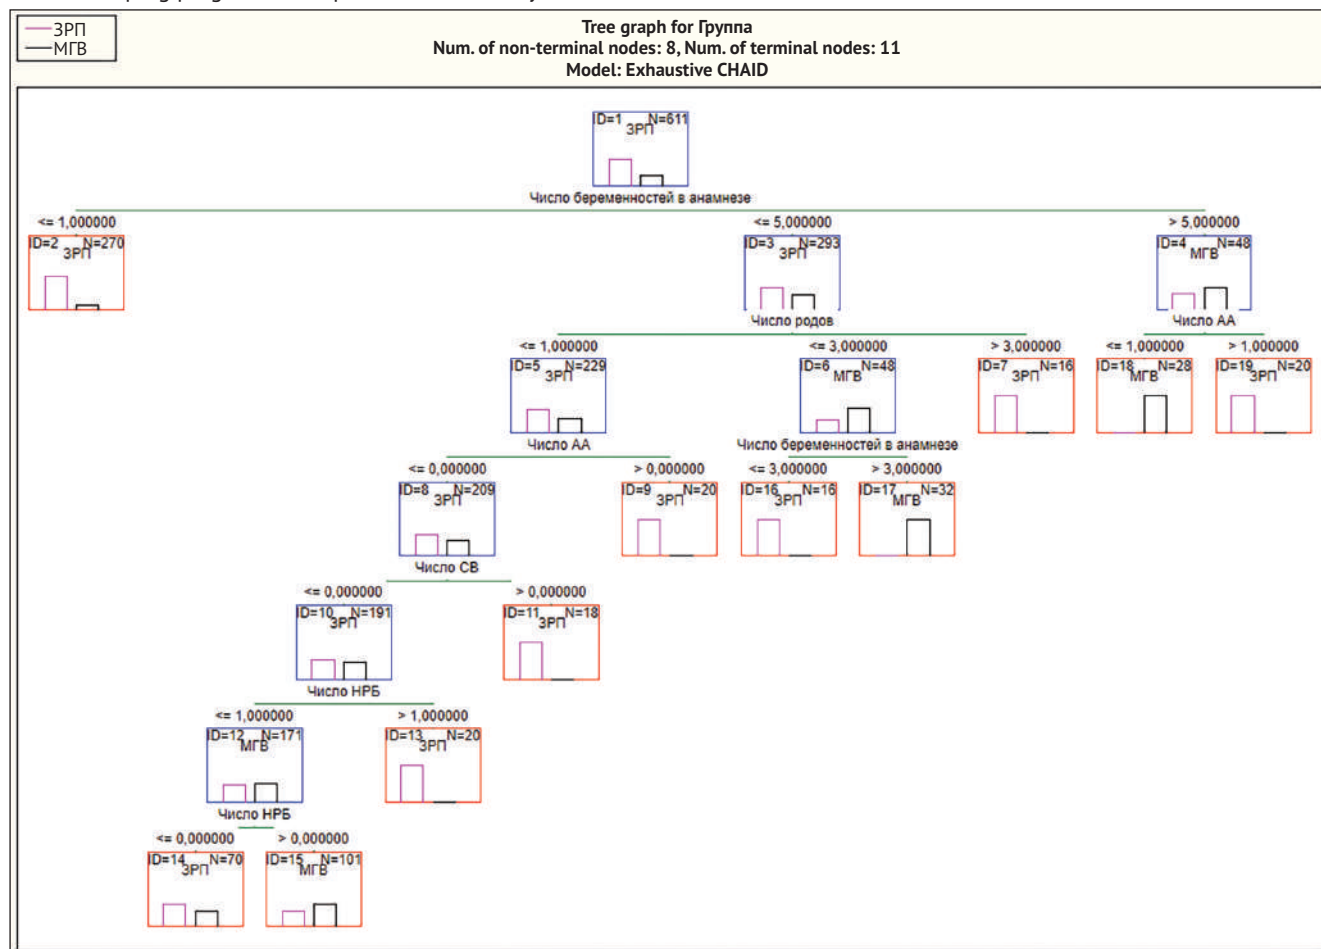 ЗРП
МГВ
Tree graph for Группа
Num. of non-terminal nodes: 8, Num. of terminal nodes: 11
Model: Exhaustive CHAID
ID=1 N=611
ЗРП
Число беременностей в анамнезе
<= 1,000000 <= 5,000000 > 5,000000
ID=2 N=270 ID=3 N=293 ID=4 N=48
ЗРП ЗРП МГВ
Число родов Число АА
<= 1,000000 <= 3,000000 > 3,000000 <= 1,000000 > 1,000000
ID=5 N=229 ID=6 N=48 ID=7 N=16 ID=18 N=28 ID=19 N=20
ЗРП МГВ ЗРП МГВ ЗРП
Число АА Число беременностей в анамнезе
<= 0,000000 > 0,000000 <= 3,000000 > 3,000000
ID=8 N=209 ID=9 N=20 ID=16 N=16 ID=17 N=32
ЗРП ЗРП ЗРП МГВ
Число СВ
<= 0,000000 > 0,000000
ID=10 N=191 ID=11 N=18
ЗРП ЗРП
Число НРБ
<= 1,000000 > 1,000000
ID=12 N=171 ID=13 N=20
МГВ ЗРП
Число НРБ
<= 0,000000 > 0,000000
ID=14 N=70 ID=15 N=101
ЗРП МГВ